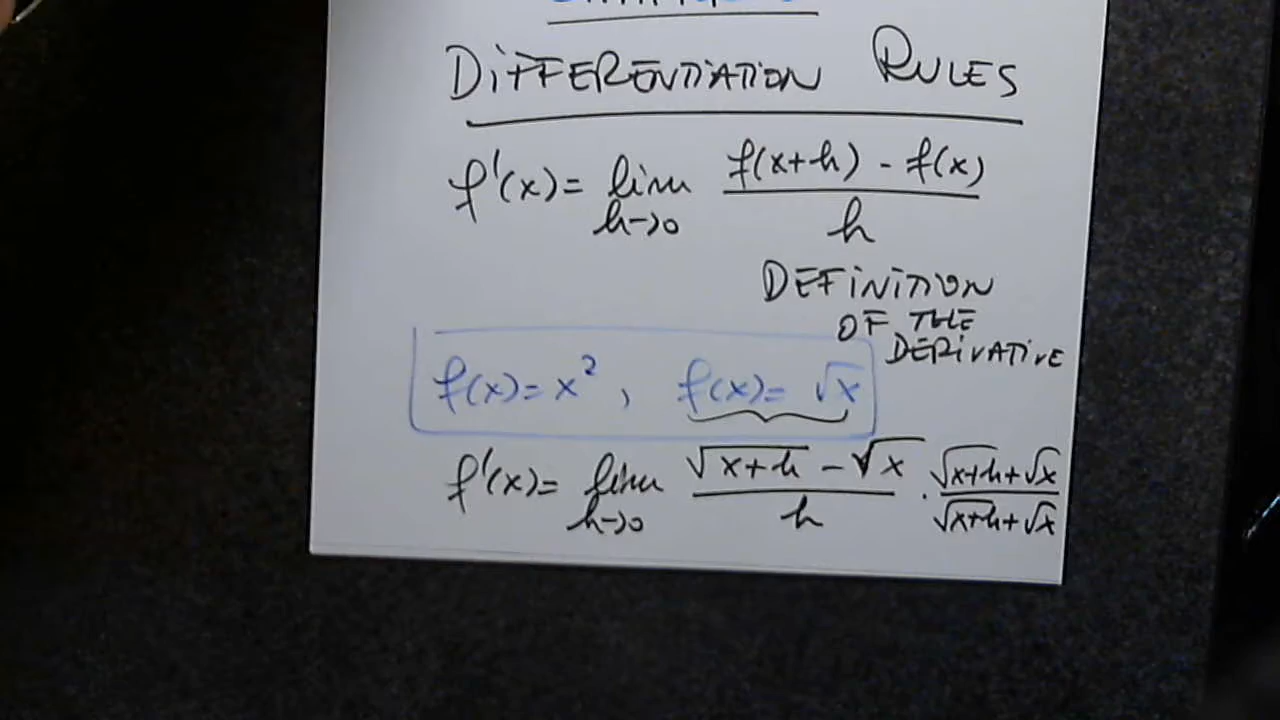 DIFFERENTIATION RULES
f'(x) = lim h→0 f(x+h) - f(x) / h
DEFINITION
OF THE
DERIVATIVE
f(x) = x², f(x) = √x
f'(x) = lim h→0 √x+h - √x / h · √x+h + √x / √x+h + √x